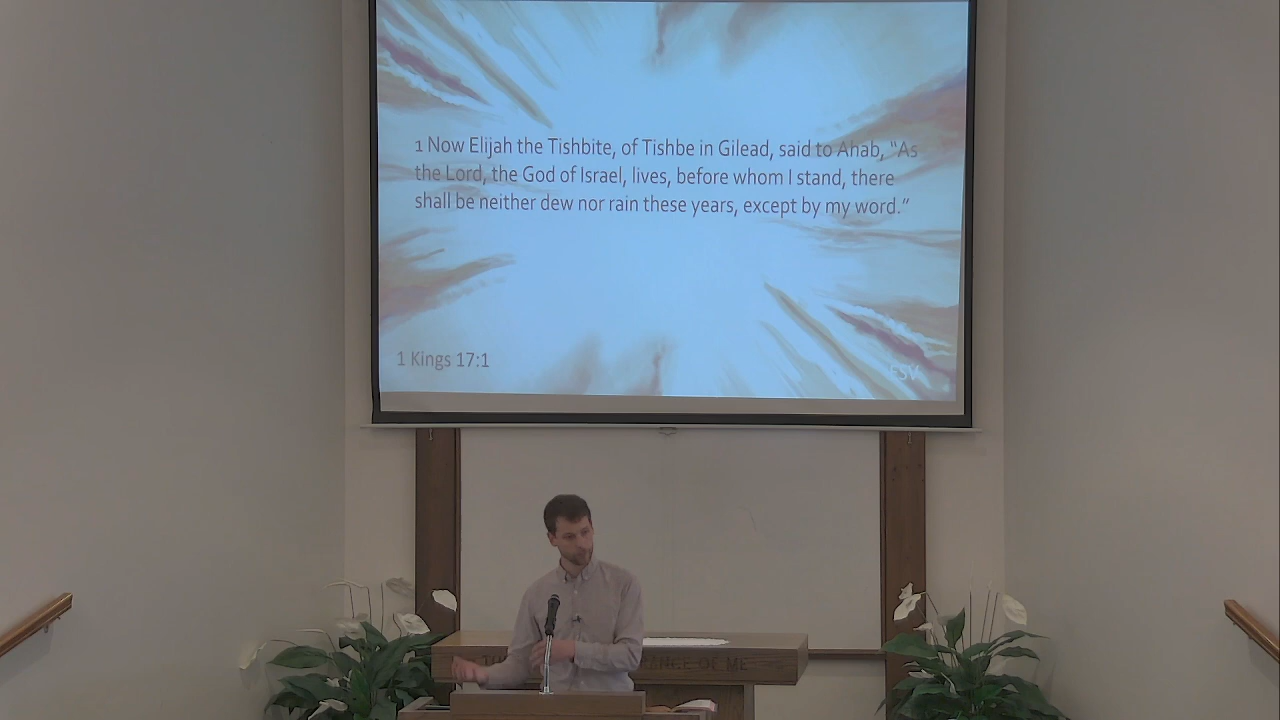 1 Now Elijah the Tishbite, of Tishbe in Gilead, said to Ahab, “As
the Lord, the God of Israel, lives, before whom I stand, there
shall be neither dew nor rain these years, except by my word.”
1 Kings 17:1
ESV
OF ME